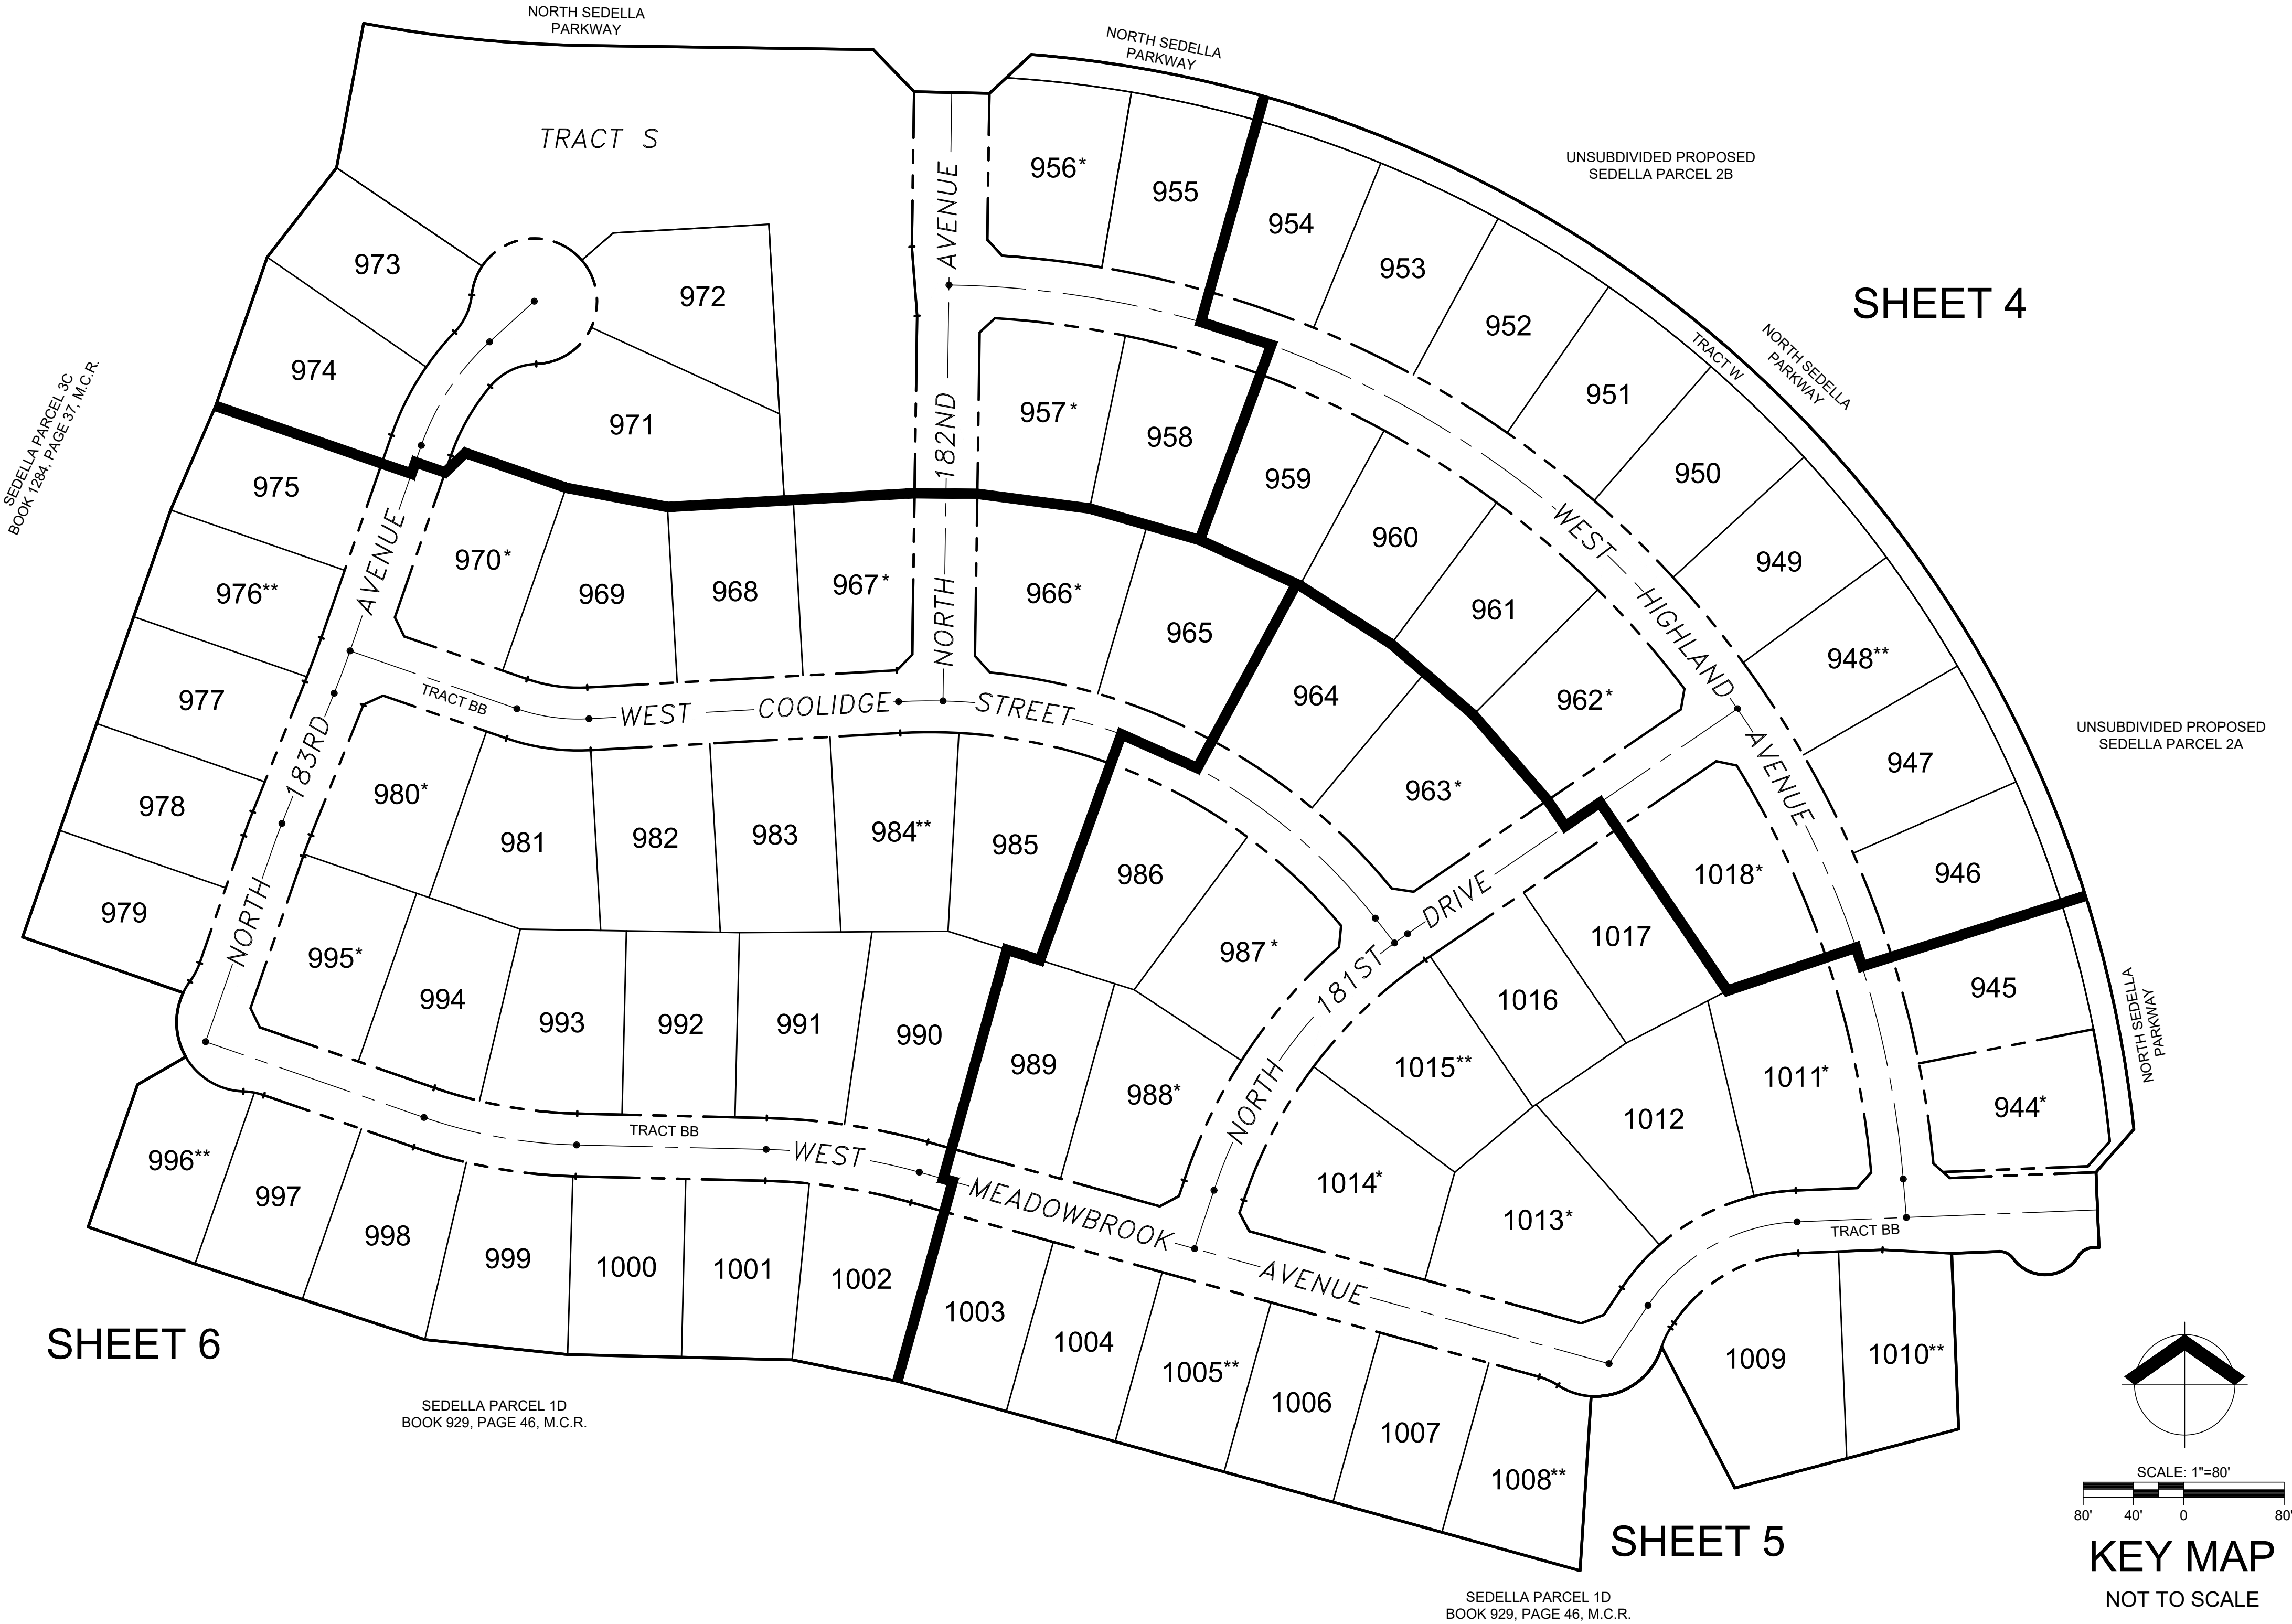 NORTH SEDELLA
PARKWAY
NORTH SEDELLA
PARKWAY
TRACT S
956*
955
UNSUBDIVIDED PROPOSED
SEDELLA PARCEL 2B
954
953
952
951
950
949
948**
947
946
SHEET 4
TRACT W
NORTH SEDELLA
PARKWAY
973
972
974
971
NORTH 182ND AVENUE
957*
958
959
960
961
962*
WEST HIGHLAND AVENUE
SEDELLA PARCEL 3C
BOOK 1284, PAGE 37, M.C.R.
975
976**
977
978
979
NORTH 183RD AVENUE
970*
969
968
967*
966*
965
964
963*
UNSUBDIVIDED PROPOSED
SEDELLA PARCEL 2A
TRACT BB
WEST COOLIDGE STREET
980*
981
982
983
984**
985
986
987*
NORTH 181ST DRIVE
1018*
1017
1016
1015**
945
944*
NORTH SEDELLA
PARKWAY
995*
994
993
992
991
990
989
988*
1014*
1013*
1012
1011*
TRACT BB
WEST MEADOWBROOK AVENUE
TRACT BB
996**
997
998
999
1000
1001
1002
1003
1004
1005**
1006
1007
1008**
1009
1010**
SHEET 6
SEDELLA PARCEL 1D
BOOK 929, PAGE 46, M.C.R.
SHEET 5
SEDELLA PARCEL 1D
BOOK 929, PAGE 46, M.C.R.
SCALE: 1"=80'
80' 40' 0 80'
KEY MAP
NOT TO SCALE